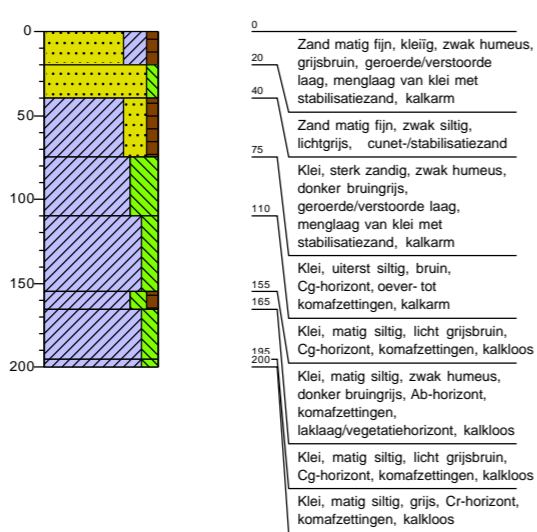 0
50
100
150
200
0
Zand matig fijn, kleiïg, zwak humeus,
grijsbruin, geroerde/verstoorde
laag, menglaag van klei met
stabilisatiezand, kalkarm
20
Zand matig fijn, zwak siltig,
lichtgrijs, cunet-/stabilisatiezand
40
Klei, sterk zandig, zwak humeus,
donker bruingrijs,
geroerde/verstoorde laag,
menglaag van klei met
stabilisatiezand, kalkarm
75
Klei, uiterst siltig, bruin,
Cg-horizont, oever- tot
komafzettingen, kalkarm
110
Klei, matig siltig, licht grijsbruin,
Cg-horizont, komafzettingen, kalkloos
155
Klei, matig siltig, zwak humeus,
donker bruingrijs, Ab-horizont,
komafzettingen,
laklaag/vegetatiehorizont, kalkloos
165
Klei, matig siltig, licht grijsbruin,
Cg-horizont, komafzettingen, kalkloos
195
Klei, matig siltig, grijs, Cr-horizont,
komafzettingen, kalkloos
200